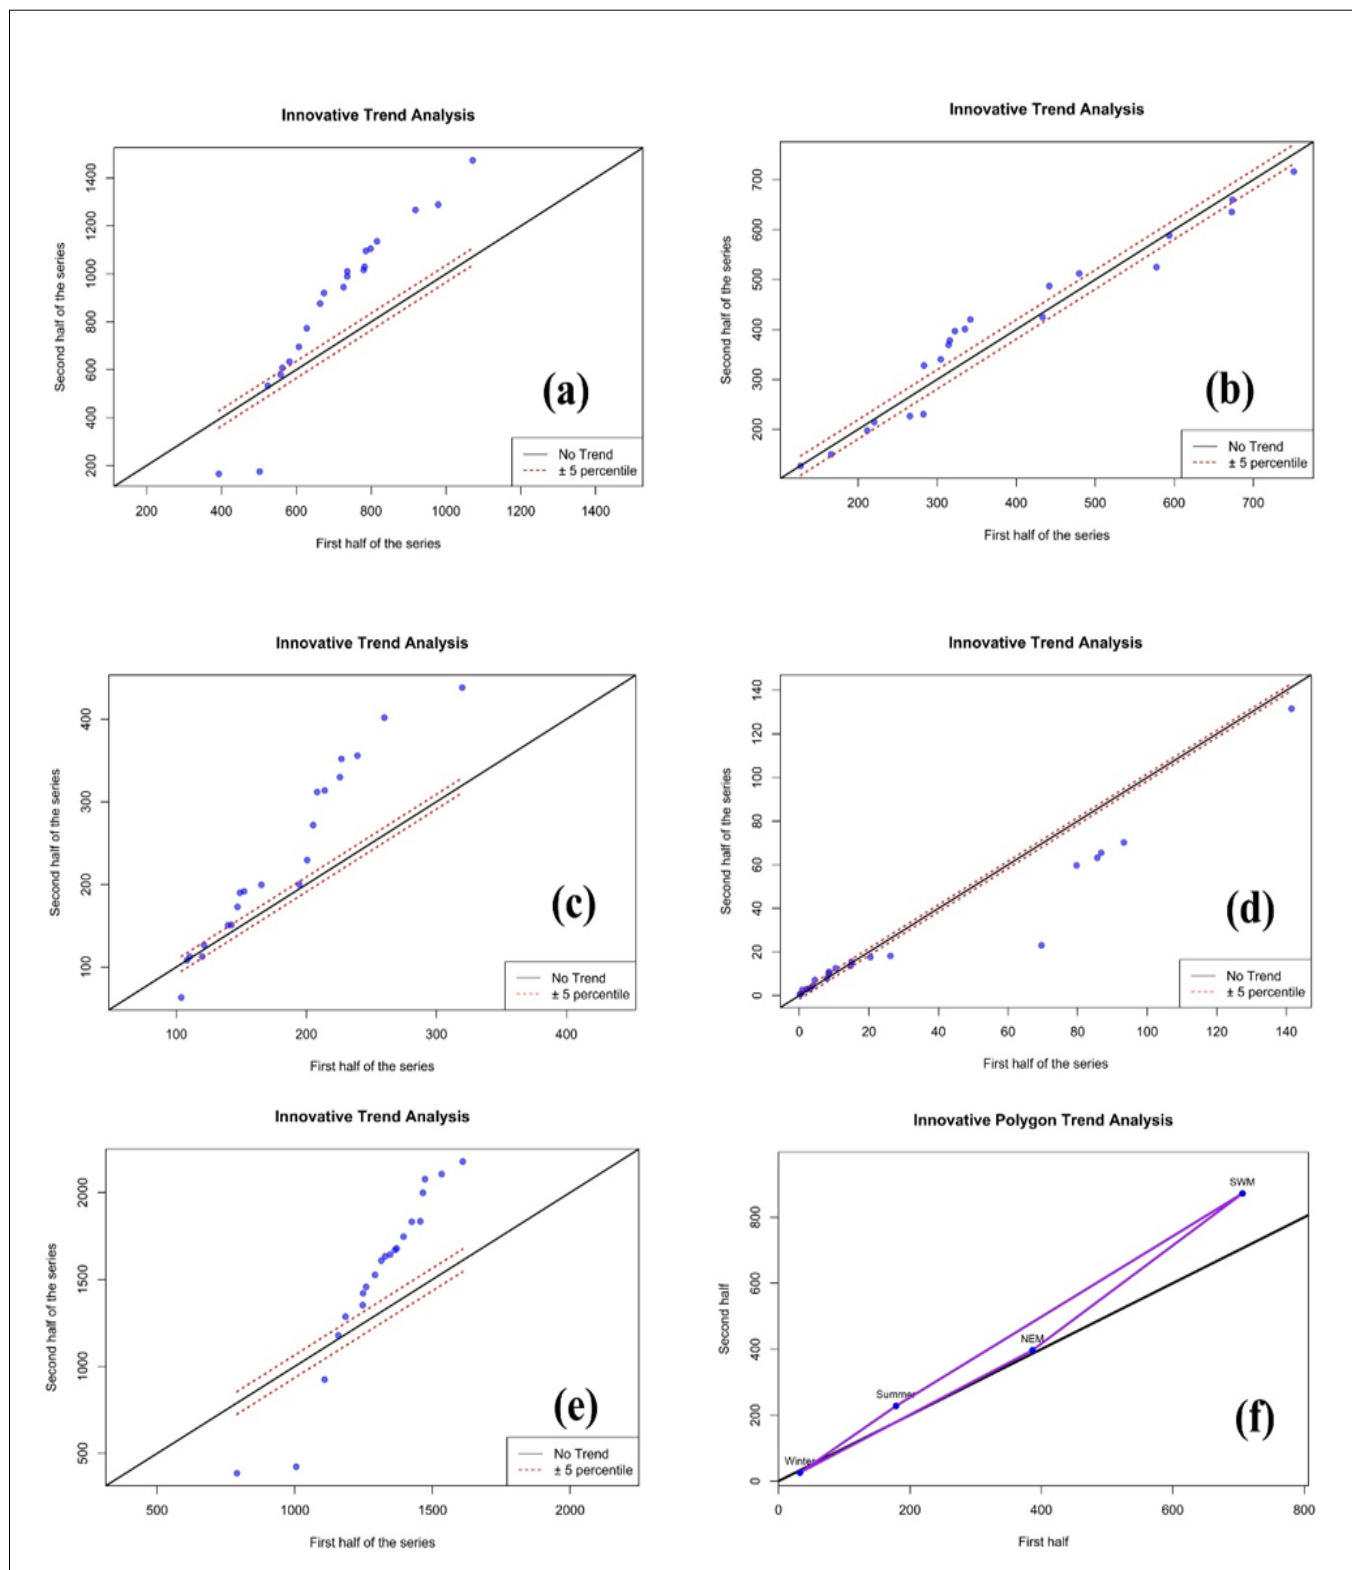 Innovative Trend Analysis
Second half of the series
200 400 600 800 1000 1200 1400
(a)
No Trend
± 5 percentile
200 400 600 800 1000 1200 1400
First half of the series
Innovative Trend Analysis
Second half of the series
200 300 400 500 600 700
(b)
No Trend
± 5 percentile
200 300 400 500 600 700
First half of the series
Innovative Trend Analysis
Second half of the series
100 200 300 400
(c)
No Trend
± 5 percentile
100 200 300 400
First half of the series
Innovative Trend Analysis
Second half of the series
0 20 40 60 80 100 120 140
(d)
No Trend
± 5 percentile
0 20 40 60 80 100 120 140
First half of the series
Innovative Trend Analysis
Second half of the series
500 1000 1500 2000
(e)
No Trend
± 5 percentile
500 1000 1500 2000
First half of the series
Innovative Polygon Trend Analysis
Second half
0 200 400 600 800
SWM
NEM
Summer
Winter
(f)
0 200 400 600 800
First half